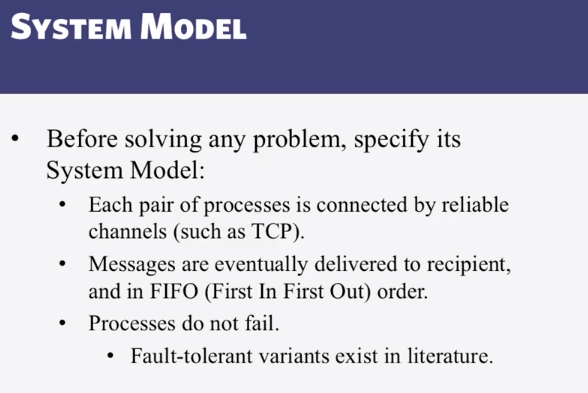 SYSTEM MODEL
• Before solving any problem, specify its
System Model:
• Each pair of processes is connected by reliable
channels (such as TCP).
• Messages are eventually delivered to recipient,
and in FIFO (First In First Out) order.
• Processes do not fail.
• Fault-tolerant variants exist in literature.